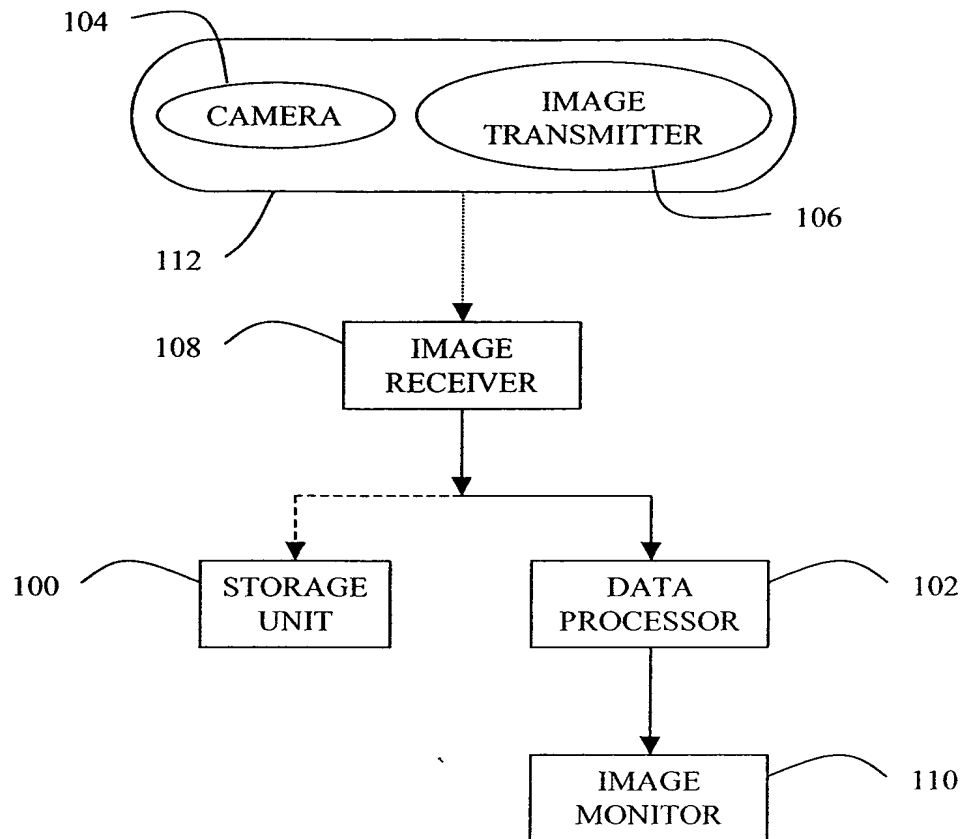 104
CAMERA
IMAGE
TRANSMITTER
106
112
108
IMAGE
RECEIVER
100
STORAGE
UNIT
DATA
PROCESSOR
102
IMAGE
MONITOR
110